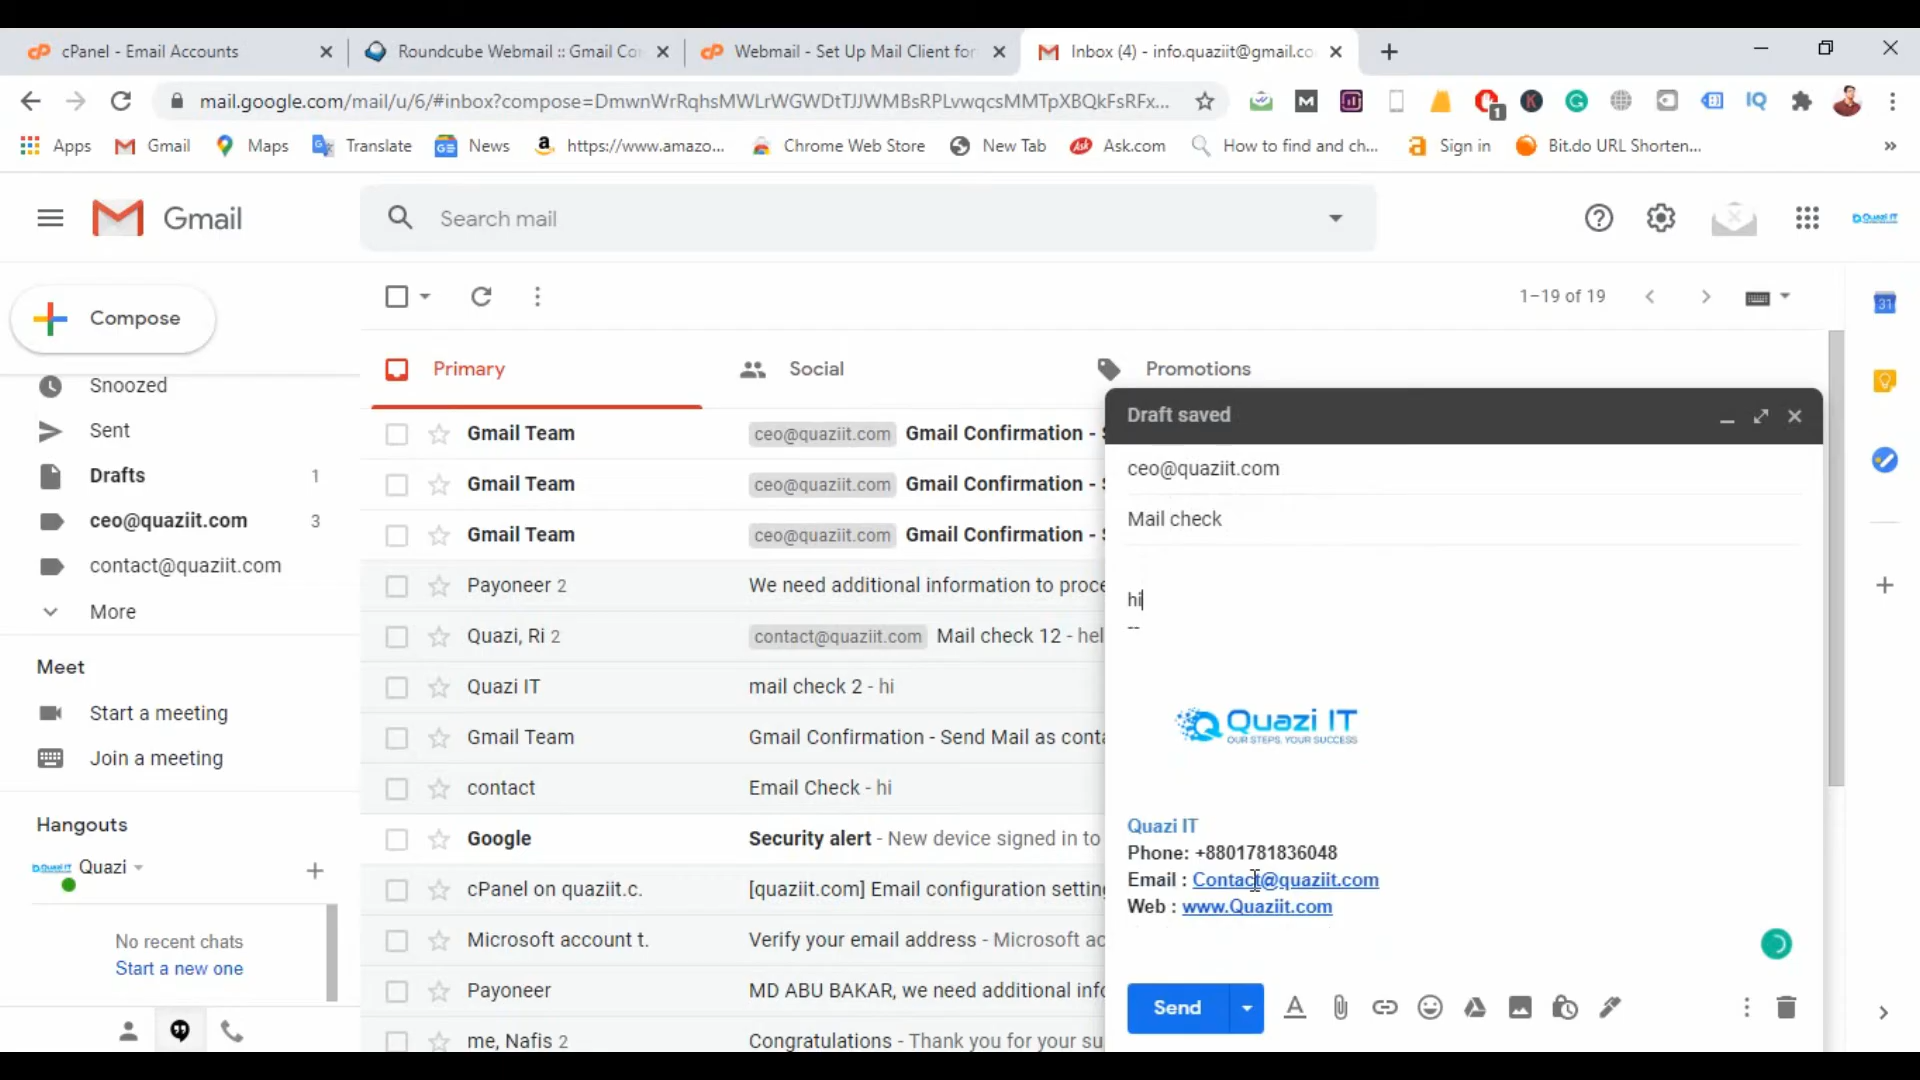 cPanel - Email Accounts
Roundcube Webmail :: Gmail Co
Webmail - Set Up Mail Client for
Inbox (4) - info.quaziit@gmail.co
mail.google.com/mail/u/6/#inbox?compose=DmwnWrRqhsMWLrWGWDtTJJWMBsRPLvwqcsMMTpXBQkFsRFx...
1
Apps
Gmail
Maps
Translate
News
https://www.amazo...
Chrome Web Store
New Tab
Ask.com
How to find and ch...
Sign in
Bit.do URL Shorten...
Gmail
Search mail
Quazi IT
Compose
1–19 of 19
31
Snoozed
Sent
Drafts 1
ceo@quaziit.com 3
contact@quaziit.com
More
Meet
Start a meeting
Join a meeting
Hangouts
Quazi
No recent chats
Start a new one
Primary
Social
Promotions
Gmail Team ceo@quaziit.com Gmail Confirmation -
Gmail Team ceo@quaziit.com Gmail Confirmation -
Gmail Team ceo@quaziit.com Gmail Confirmation -
Payoneer 2 We need additional information to proce
Quazi, Ri 2 contact@quaziit.com Mail check 12 - hel
Quazi IT mail check 2 - hi
Gmail Team Gmail Confirmation - Send Mail as conta
contact Email Check - hi
Google Security alert - New device signed in to
cPanel on quaziit.c. [quaziit.com] Email configuration setting
Microsoft account t. Verify your email address - Microsoft ac
Payoneer MD ABU BAKAR, we need additional info
me, Nafis 2 Congratulations - Thank you for your su
Draft saved
ceo@quaziit.com
Mail check
hi
--
Quazi IT
OUR STEPS, YOUR SUCCESS
Quazi IT
Phone: +8801781836048
Email : Contact@quaziit.com
Web : www.Quaziit.com
Send